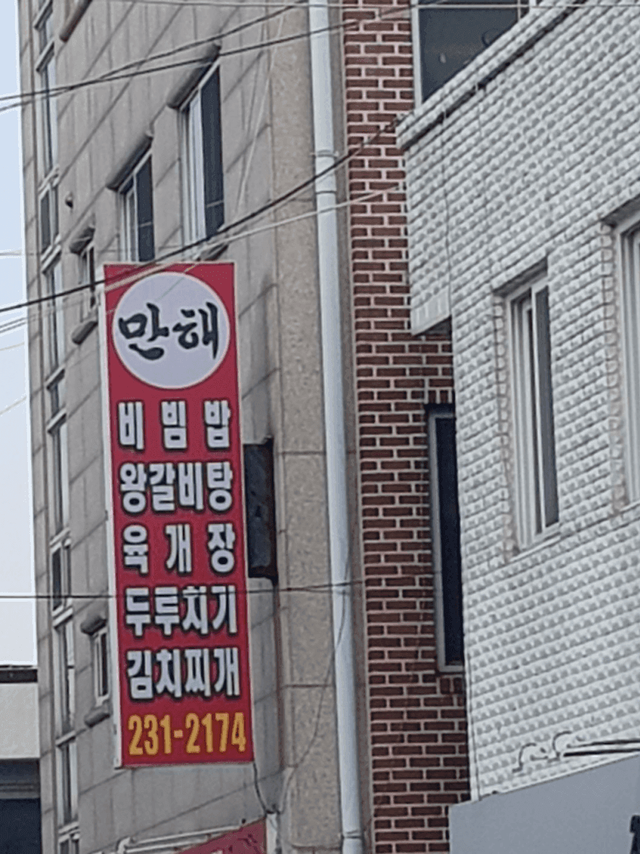 만해
비빔밥
왕갈비탕
육개장
두투치기
김치찌개
231-2174